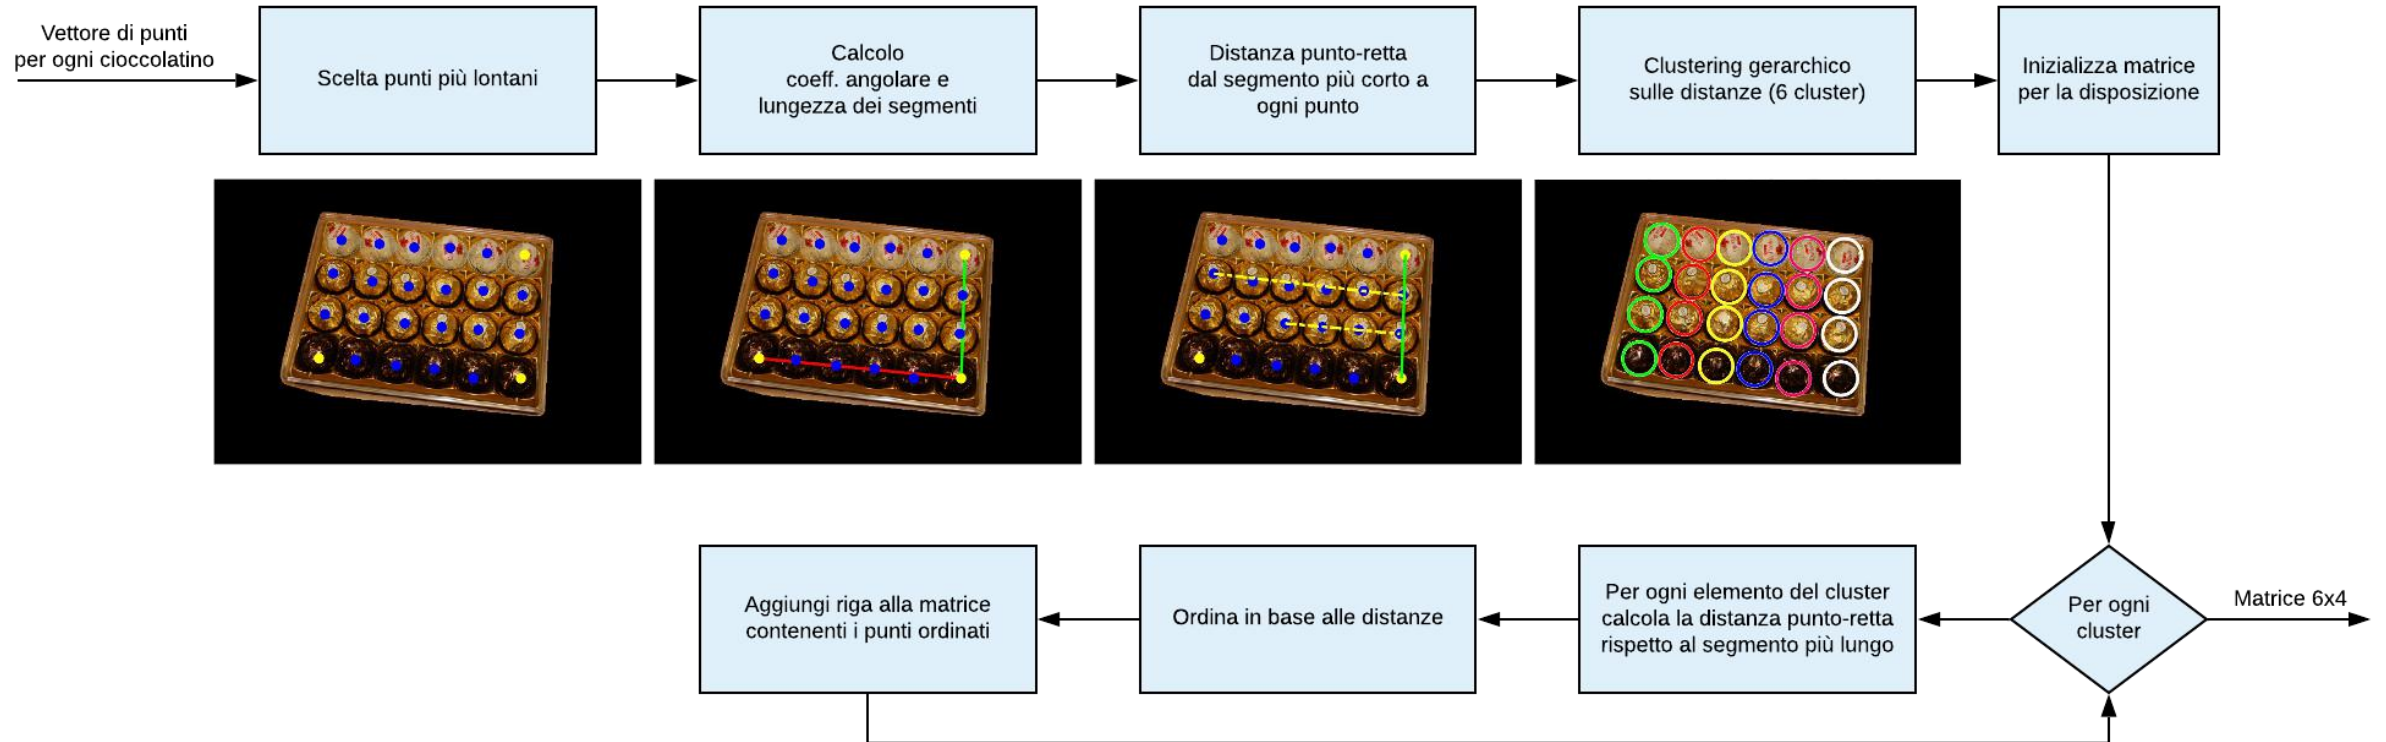 Vettore di punti
per ogni cioccolatino
Scelta punti più lontani
Calcolo
coeff. angolare e
lungezza dei segmenti
Distanza punto-retta
dal segmento più corto a
ogni punto
Clustering gerarchico
sulle distanze (6 cluster)
Inizializza matrice
per la disposizione
Per ogni
cluster
Matrice 6x4
Per ogni elemento del cluster
calcola la distanza punto-retta
rispetto al segmento più lungo
Ordina in base alle distanze
Aggiungi riga alla matrice
contenenti i punti ordinati